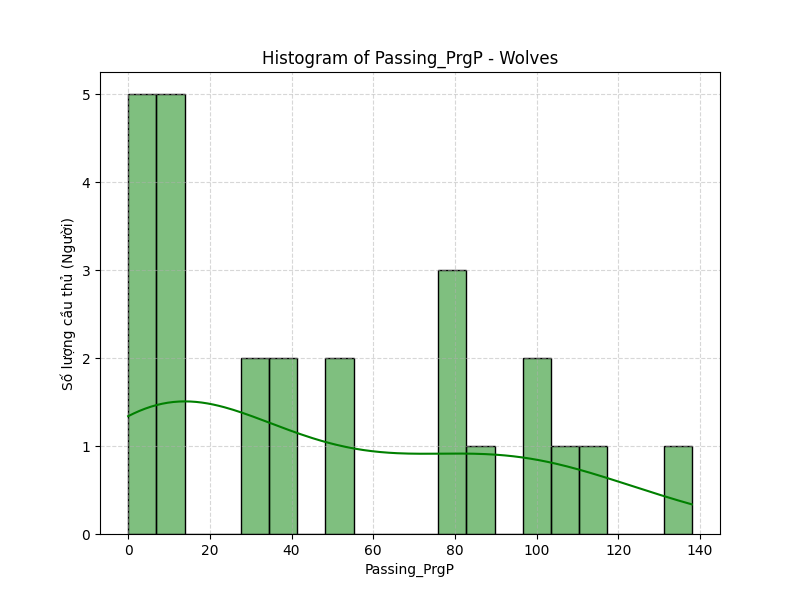 Histogram of Passing_PrgP - Wolves
Số lượng cầu thủ (Người)
5
4
3
2
1
0
0 20 40 60 80 100 120 140
Passing_PrgP